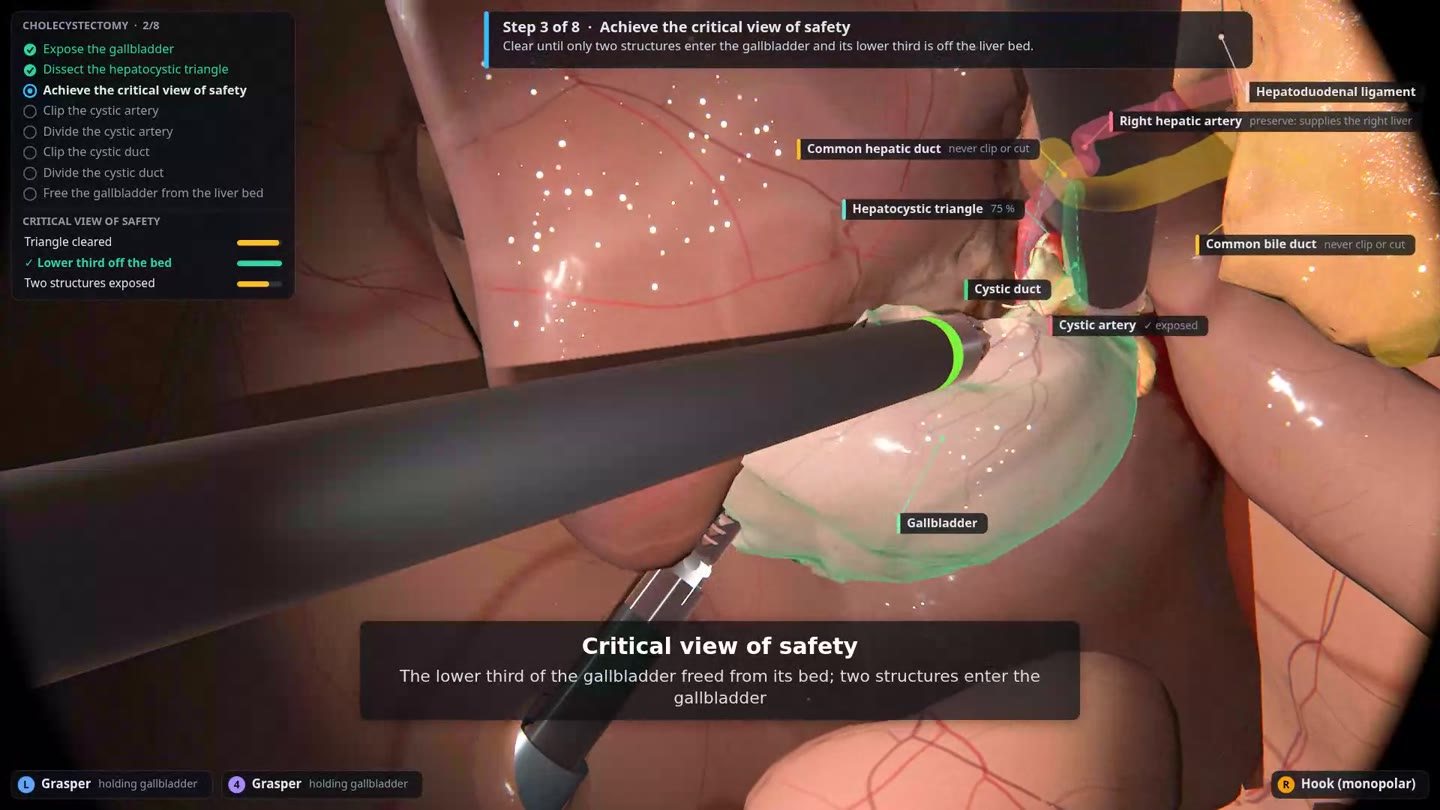 CHOLECYSTECTOMY · 2/8
Expose the gallbladder
Dissect the hepatocystic triangle
Achieve the critical view of safety
Clip the cystic artery
Divide the cystic artery
Clip the cystic duct
Divide the cystic duct
Free the gallbladder from the liver bed
CRITICAL VIEW OF SAFETY
Triangle cleared
✓ Lower third off the bed
Two structures exposed
Step 3 of 8 · Achieve the critical view of safety
Clear until only two structures enter the gallbladder and its lower third is off the liver bed.
Hepatoduodenal ligament
Right hepatic artery preserve: supplies the right liver
Common hepatic duct never clip or cut
Hepatocystic triangle 75 %
Common bile duct never clip or cut
Cystic duct
Cystic artery ✓ exposed
Gallbladder
Critical view of safety
The lower third of the gallbladder freed from its bed; two structures enter the
gallbladder
L Grasper holding gallbladder
4 Grasper holding gallbladder
R Hook (monopolar)